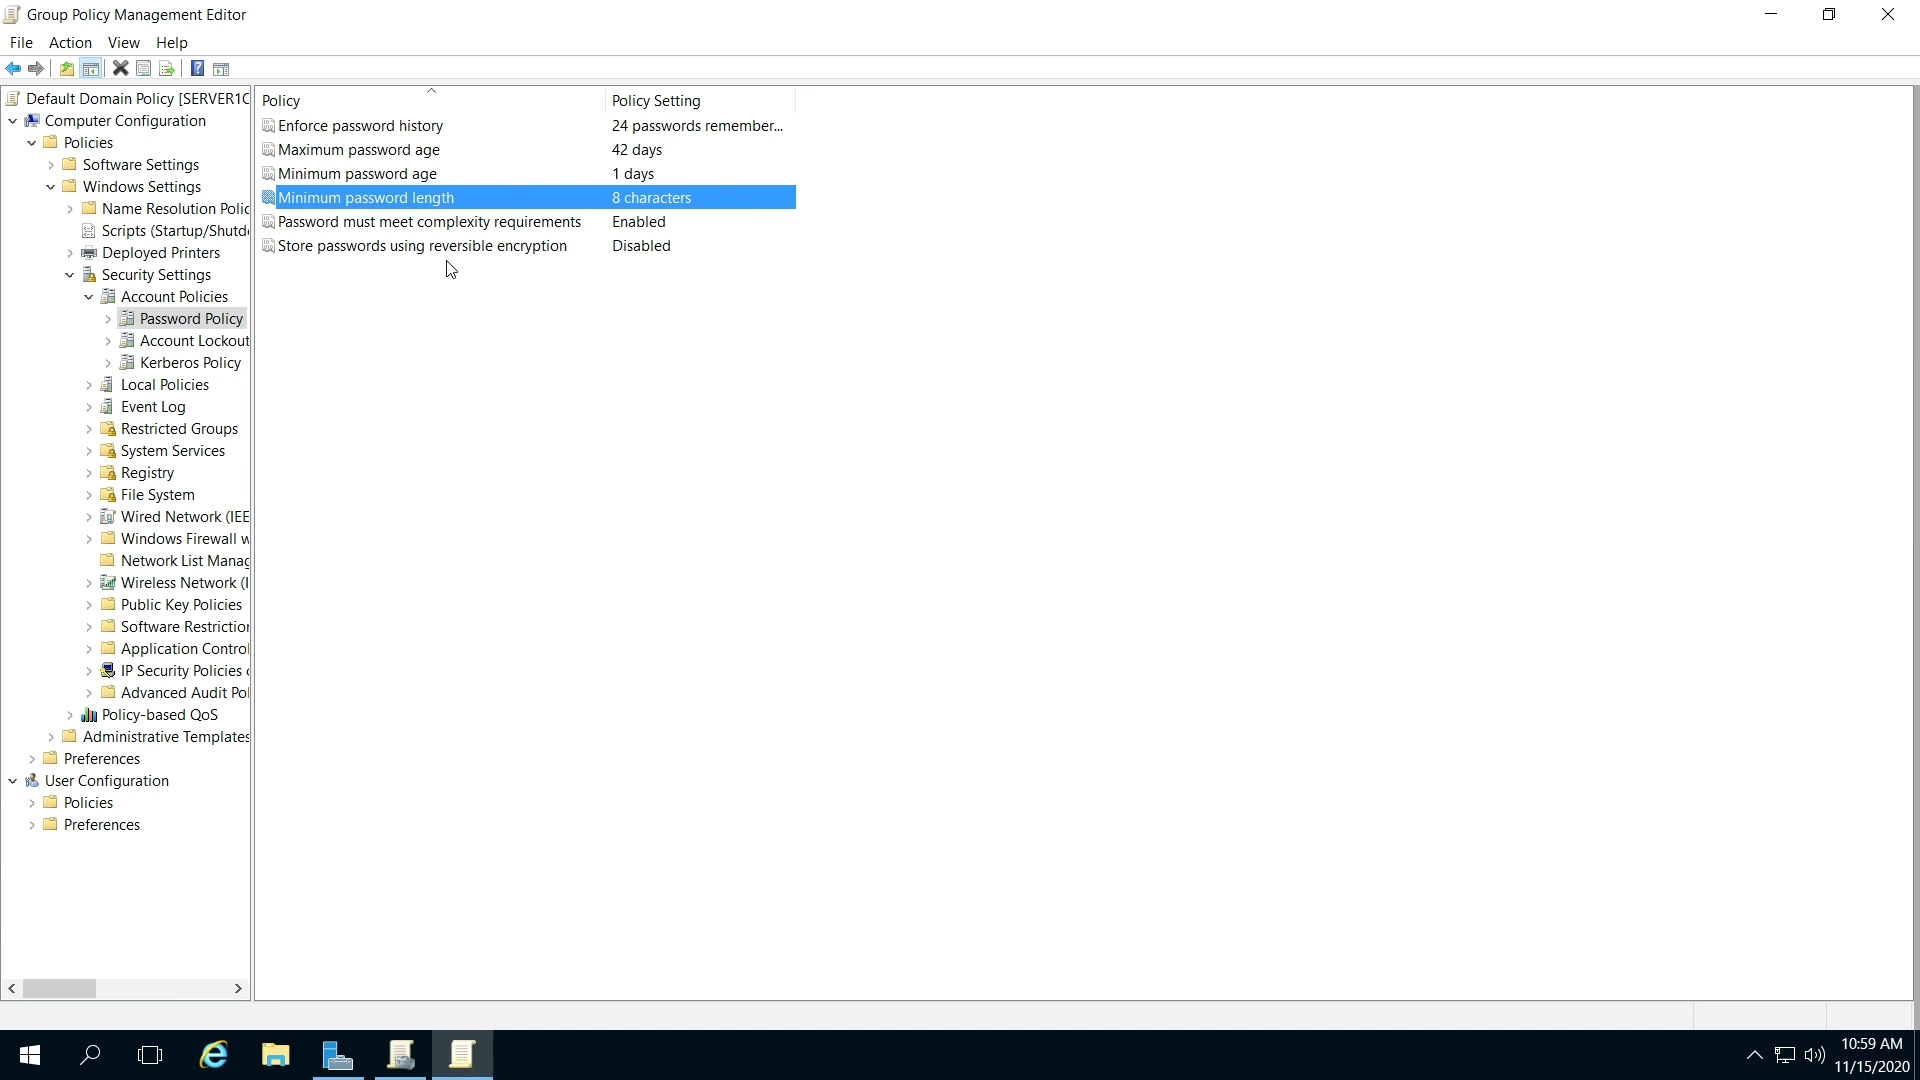 Group Policy Management Editor
File Action View Help
Default Domain Policy [SERVER1C
Computer Configuration
Policies
Software Settings
Windows Settings
Name Resolution Polic
Scripts (Startup/Shutdo
Deployed Printers
Security Settings
Account Policies
Password Policy
Account Lockout
Kerberos Policy
Local Policies
Event Log
Restricted Groups
System Services
Registry
File System
Wired Network (IEE
Windows Firewall w
Network List Manag
Wireless Network (I
Public Key Policies
Software Restriction
Application Control
IP Security Policies o
Advanced Audit Pol
Policy-based QoS
Administrative Templates
Preferences
User Configuration
Policies
Preferences
Policy Policy Setting
Enforce password history 24 passwords remember...
Maximum password age 42 days
Minimum password age 1 days
Minimum password length 8 characters
Password must meet complexity requirements Enabled
Store passwords using reversible encryption Disabled
10:59 AM
11/15/2020